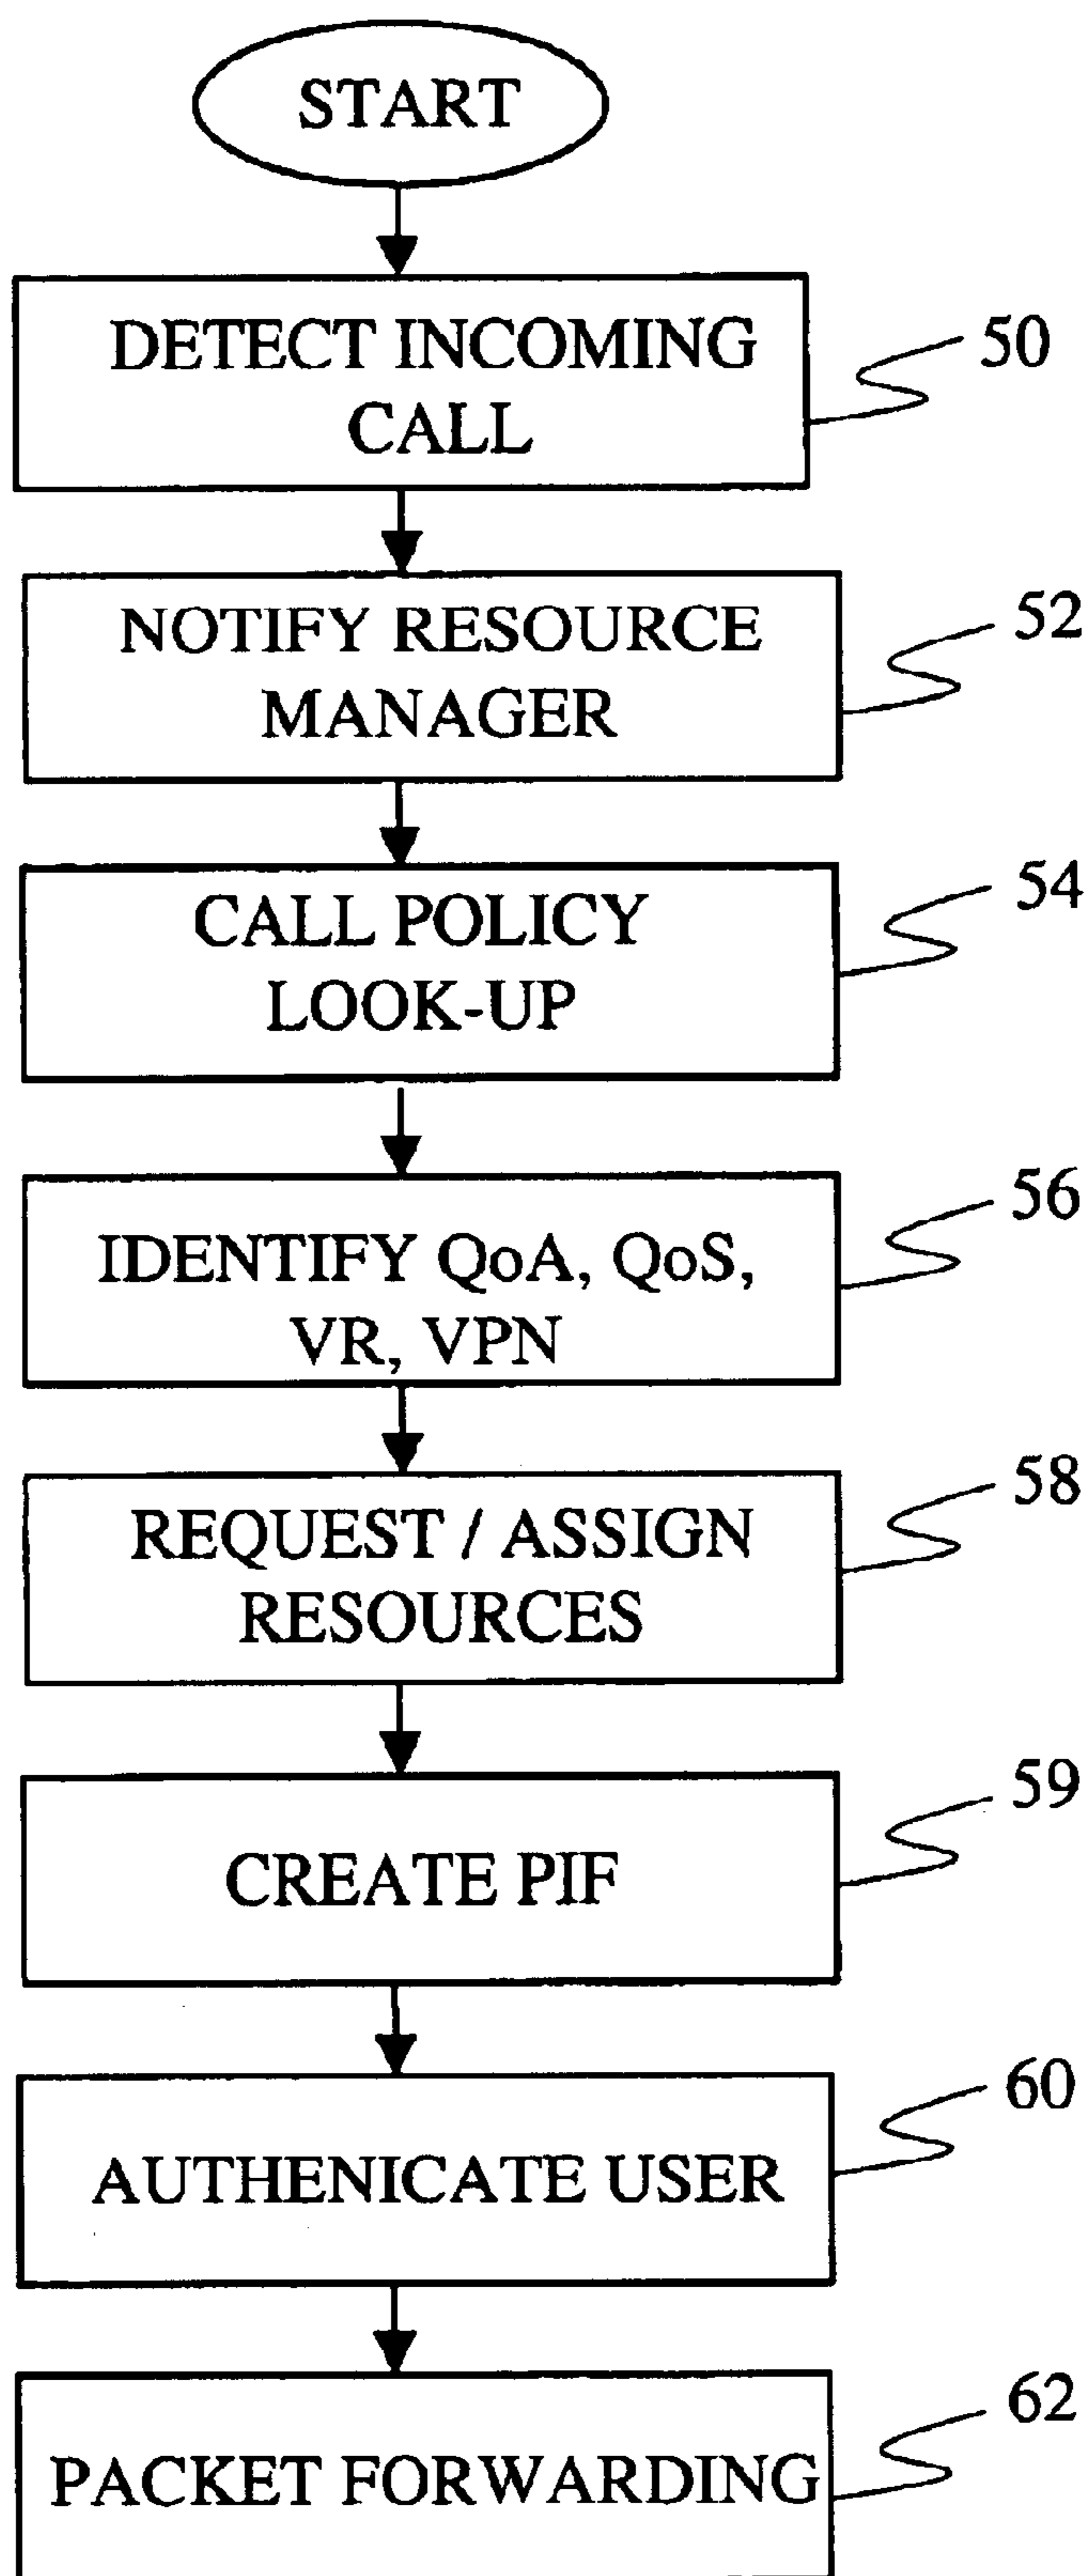 START
DETECT INCOMING
CALL
50
NOTIFY RESOURCE
MANAGER
52
CALL POLICY
LOOK-UP
54
IDENTIFY QoA, QoS,
VR, VPN
56
REQUEST / ASSIGN
RESOURCES
58
CREATE PIF
59
AUTHENICATE USER
60
PACKET FORWARDING
62